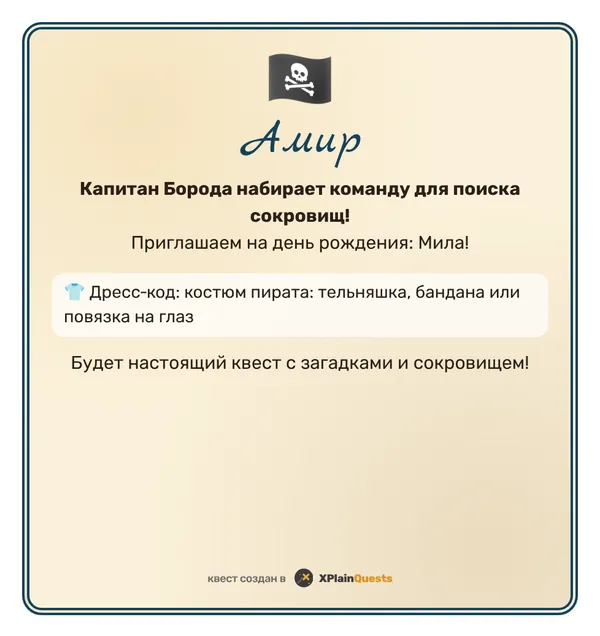 Амир
Капитан Борода набирает команду для поиска
сокровищ!
Приглашаем на день рождения: Мила!
Дресс-код: костюм пирата: тельняшка, бандана или
повязка на глаз
Будет настоящий квест с загадками и сокровищем!
квест создан в XPlainQuests